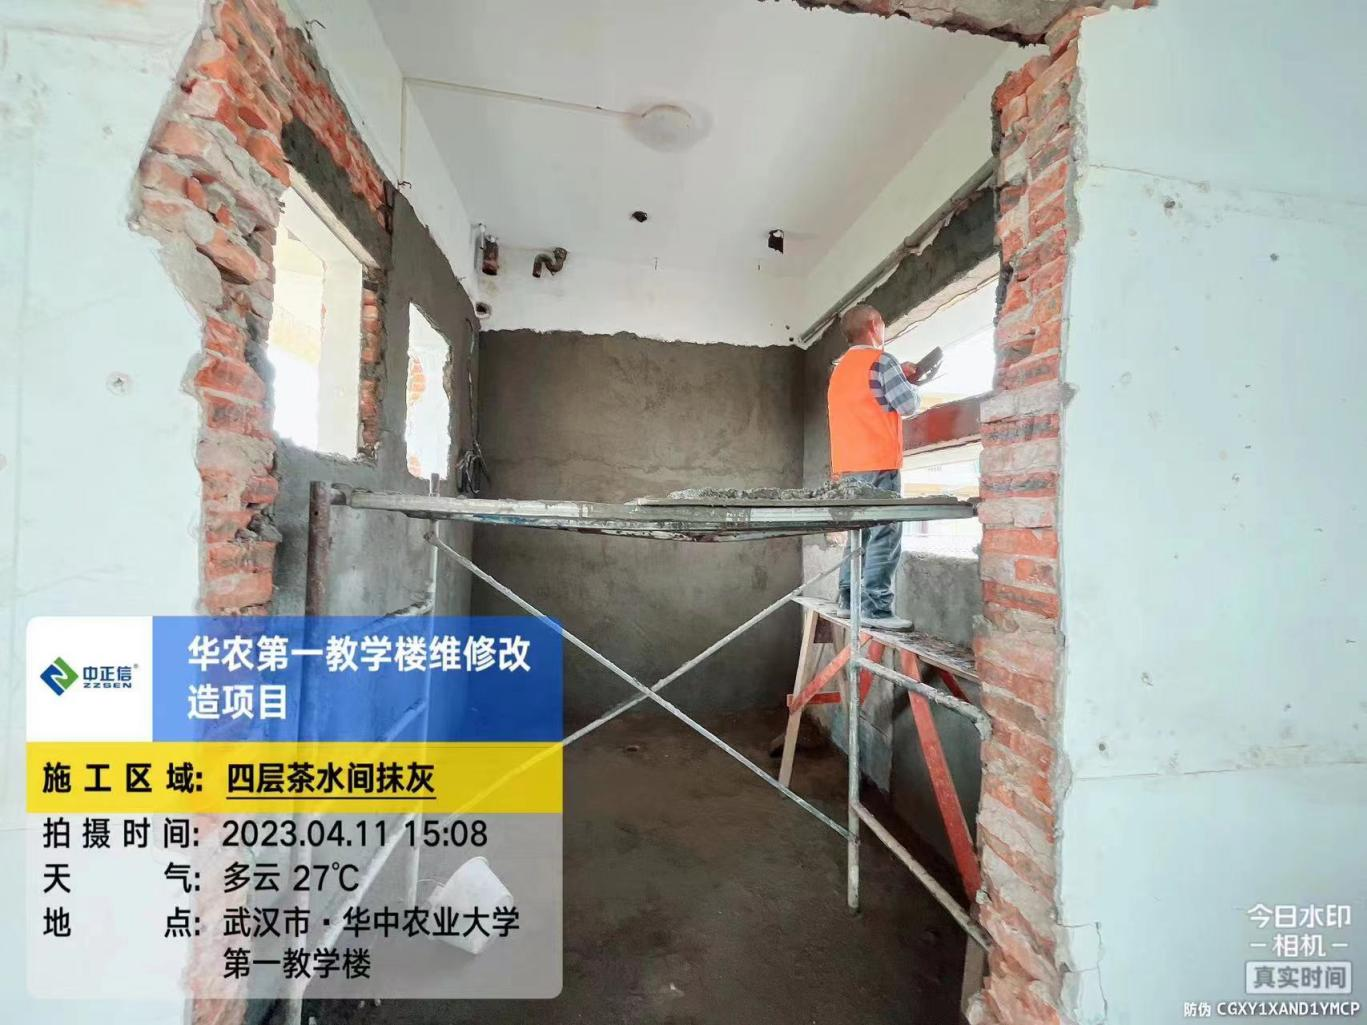 中正信®
ZZSEN
华农第一教学楼维修改
造项目
施工区域: 四层茶水间抹灰
拍摄时间: 2023.04.11 15:08
天气: 多云 27℃
地点: 武汉市·华中农业大学
第一教学楼
今日水印
-相机-
真实时间
防伪 CGXY1XAND1YMCP